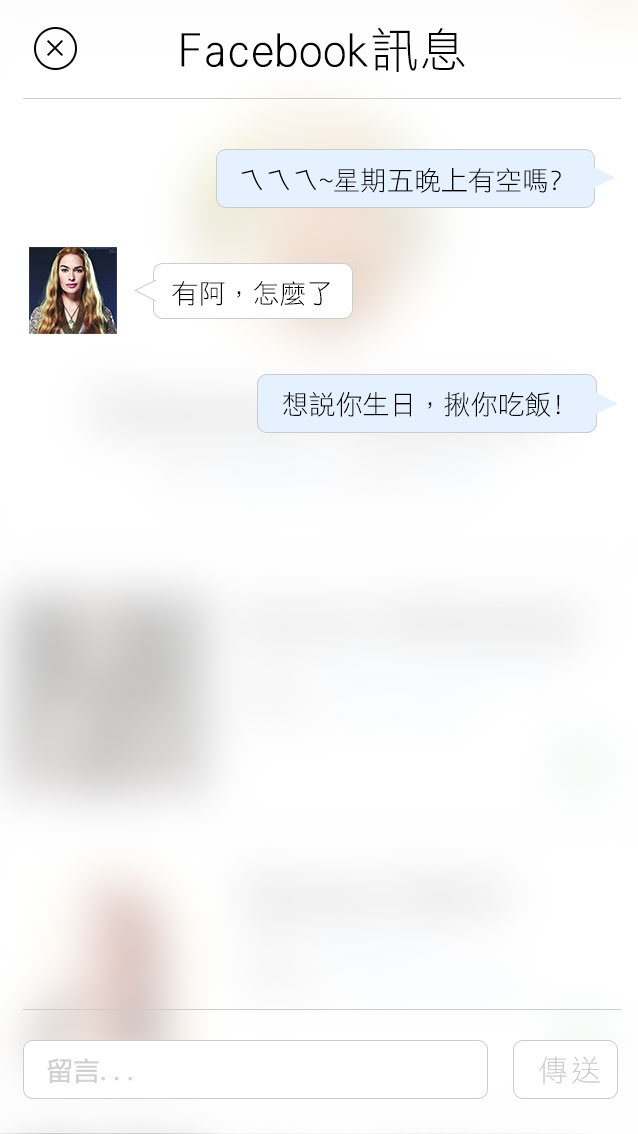 Facebook訊息
ㄟㄟㄟ~星期五晚上有空嗎?
有阿，怎麼了
想說你生日，揪你吃飯!
留言...
傳送